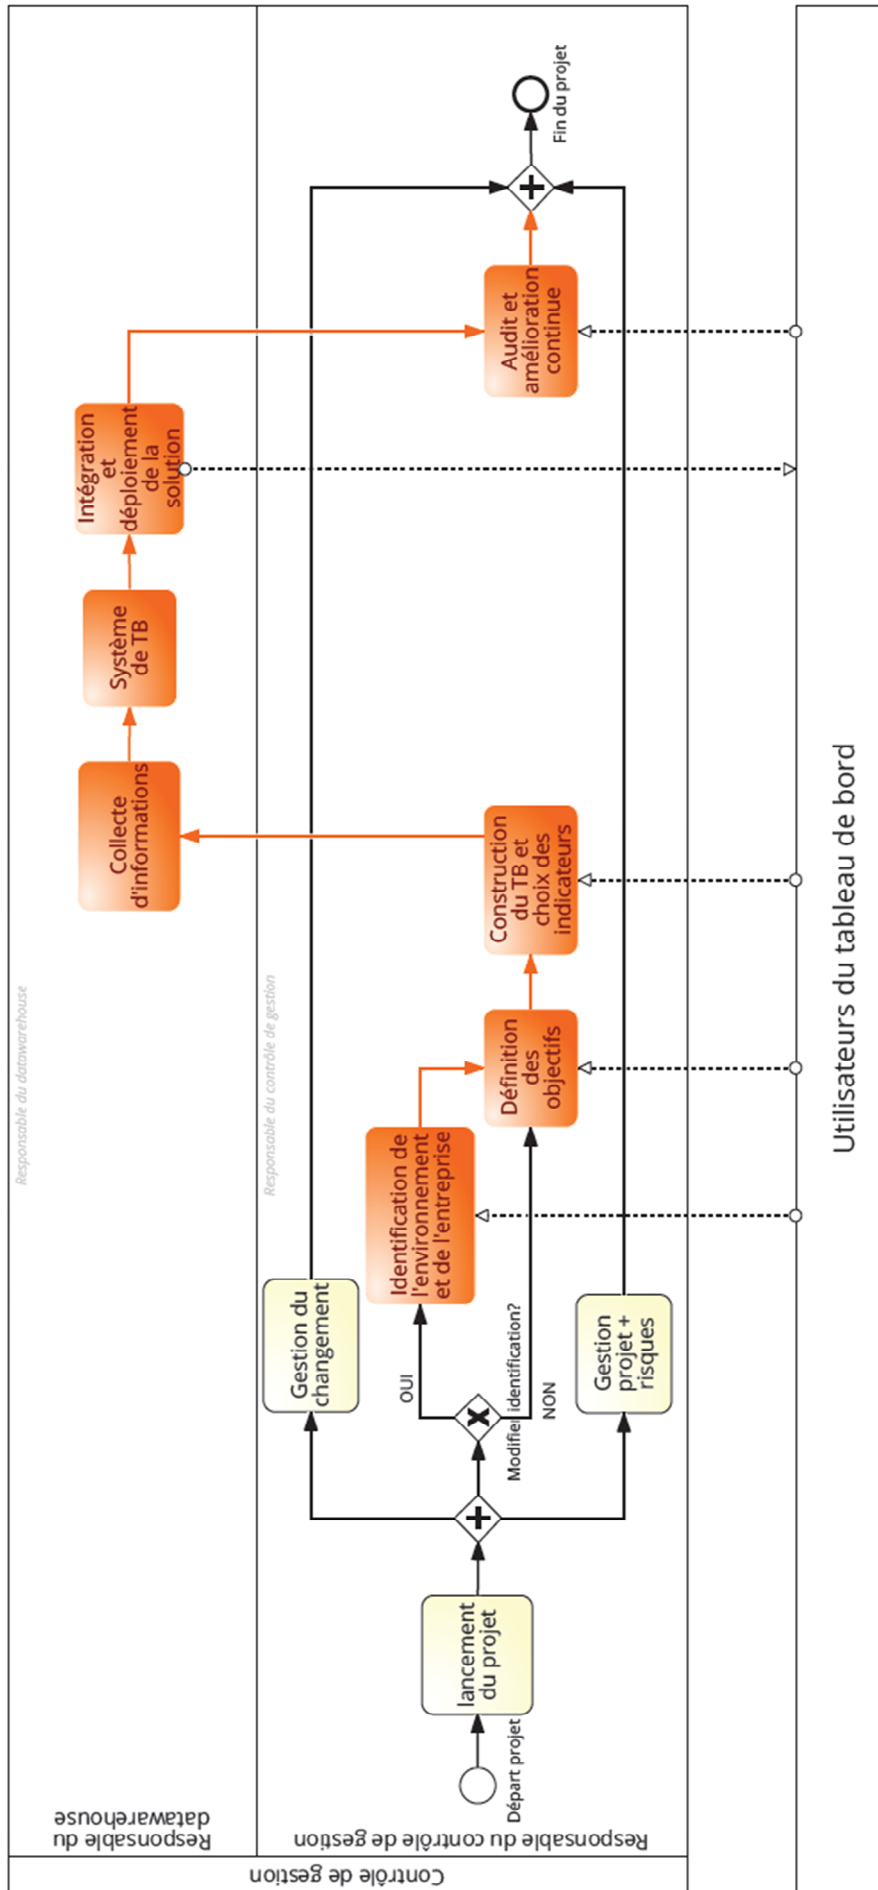 Contrôle de gestion
Responsable du
datawarehouse
Responsable du contrôle de gestion
Responsable du datawarehouse
Responsable du contrôle de gestion
Départ projet
lancement
du projet
Gestion du
changement
Modifier identification?
OUI
NON
Gestion
projet +
risques
Identification de
l'environnement
et de l'entreprise
Définition
des
objectifs
Construction
du TB et
choix des
indicateurs
Collecte
d'informations
Système
de TB
Intégration
et
déploiement
de la
solution
Audit et
amélioration
continue
Fin du projet
Utilisateurs du tableau de bord